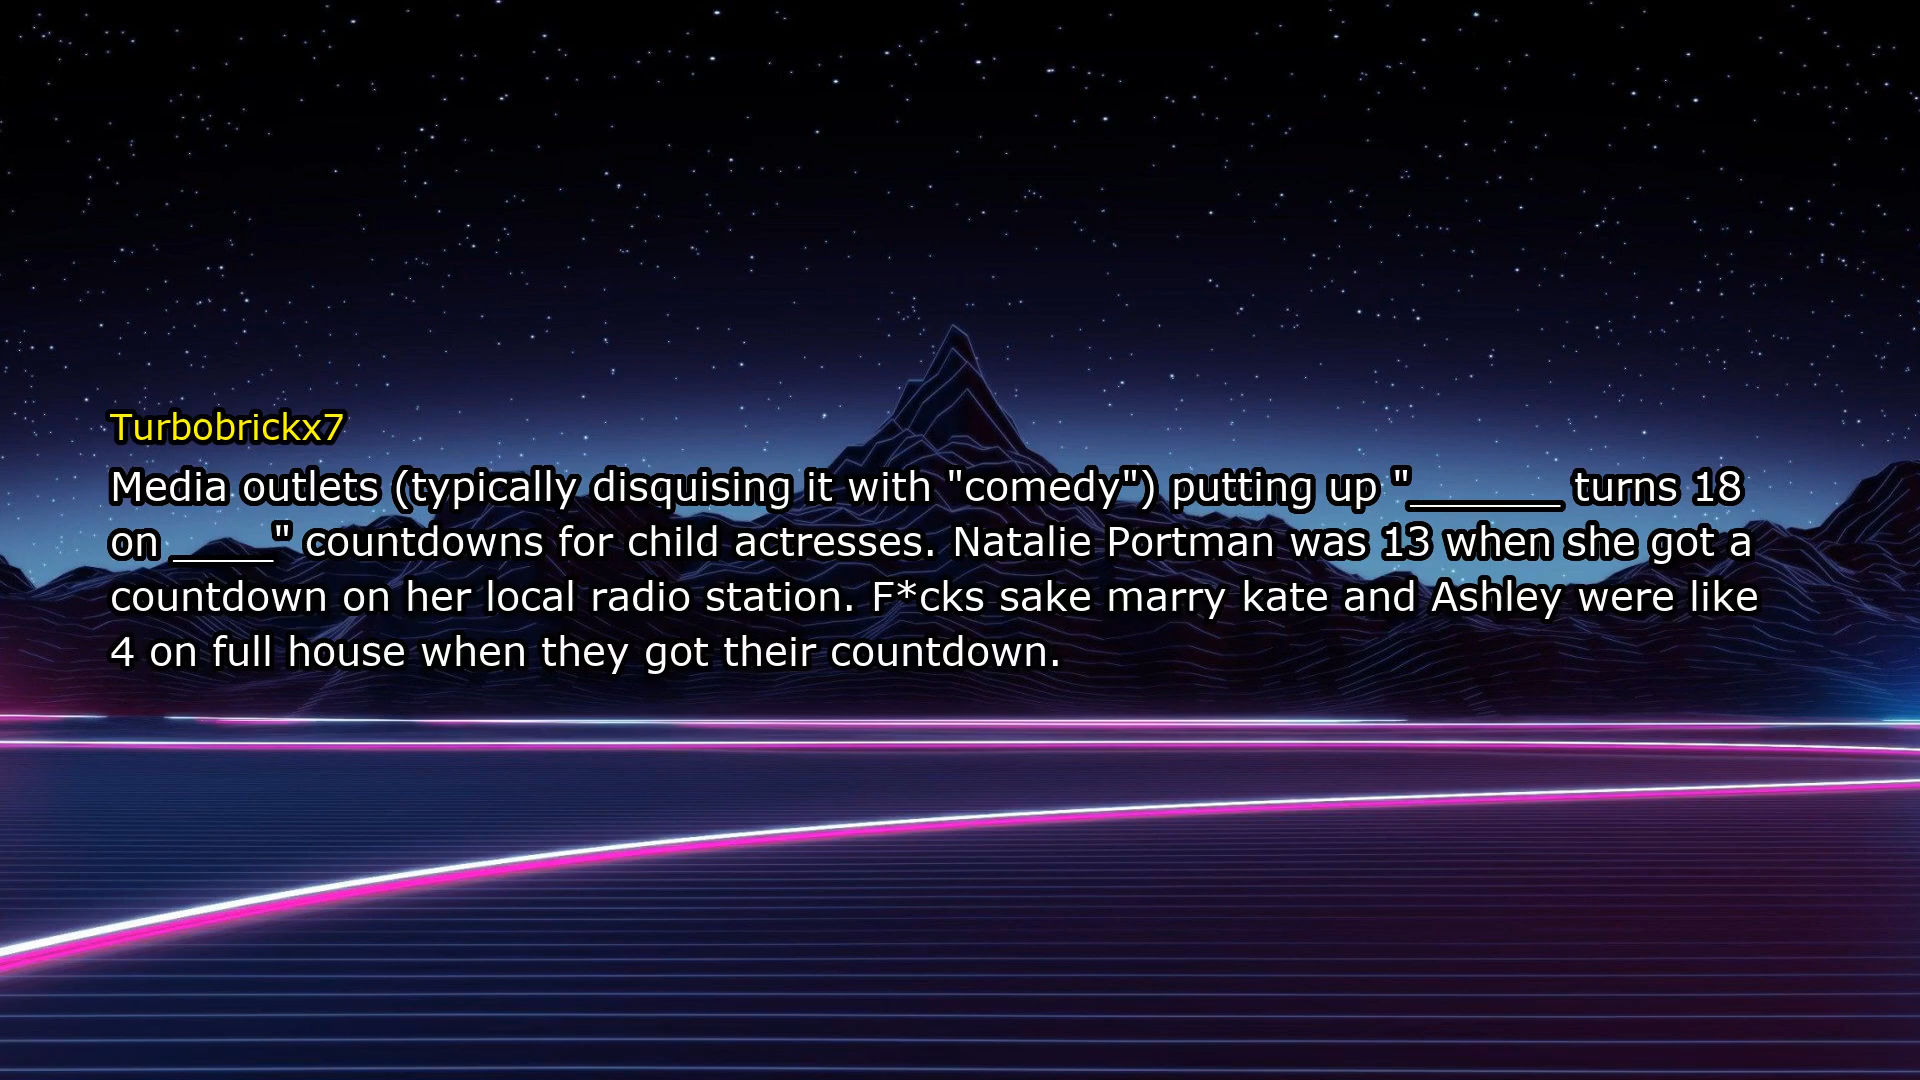 Turbobrickx7
Media outlets (typically disquising it with "comedy") putting up "______ turns 18
on ____" countdowns for child actresses. Natalie Portman was 13 when she got a
countdown on her local radio station. F*cks sake marry kate and Ashley were like
4 on full house when they got their countdown.